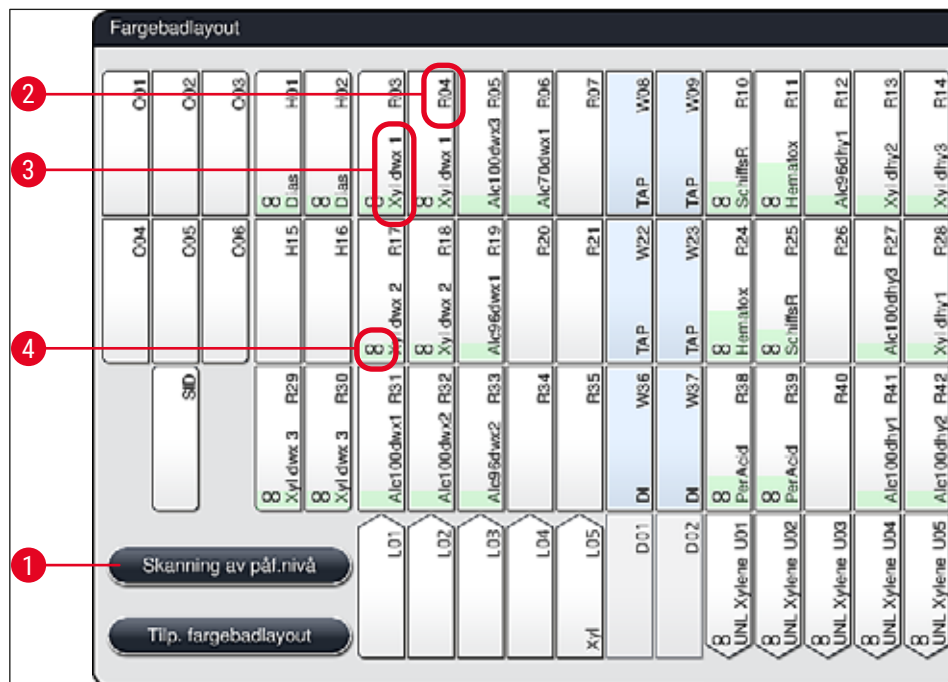 Fargebadlayout
2
3
4
1
O01
O02
O03
H01
∞ Dias
H02
∞ Dias
R03
∞ Xyl dwx 1
R04
∞ Xyl dwx 1
R05
Alc100dwx3
R06
Alc70dwx1
R07
W08
TAP
W09
TAP
R10
∞ SchiffsR
R11
∞ Hematox
R12
Alc96dhy1
R13
Xyl dhy2
R14
Xyl dhy3
O04
O05
O06
H15
H16
R17
∞ Xyl dwx 2
R18
∞ Xyl dwx 2
R19
Alc96dwx1
R20
R21
W22
TAP
W23
TAP
R24
∞ Hematox
R25
∞ SchiffsR
R26
R27
Alc100dhy3
R28
Xyl dhy1
SID
R29
∞ Xyl dwx 3
R30
∞ Xyl dwx 3
R31
Alc100dwx1
R32
Alc100dwx2
R33
Alc96dwx2
R34
R35
W36
DI
W37
DI
R38
∞ PerAcid
R39
∞ PerAcid
R40
R41
Alc100dhy1
R42
Alc100dhy2
Skanning av påf.nivå
Tilp. fargebadlayout
L01
L02
L03
L04
L05
Xyl
D01
D02
U01
∞ UNL Xylene
U02
∞ UNL Xylene
U03
∞ UNL Xylene
U04
∞ UNL Xylene
U05
∞ UNL Xylene